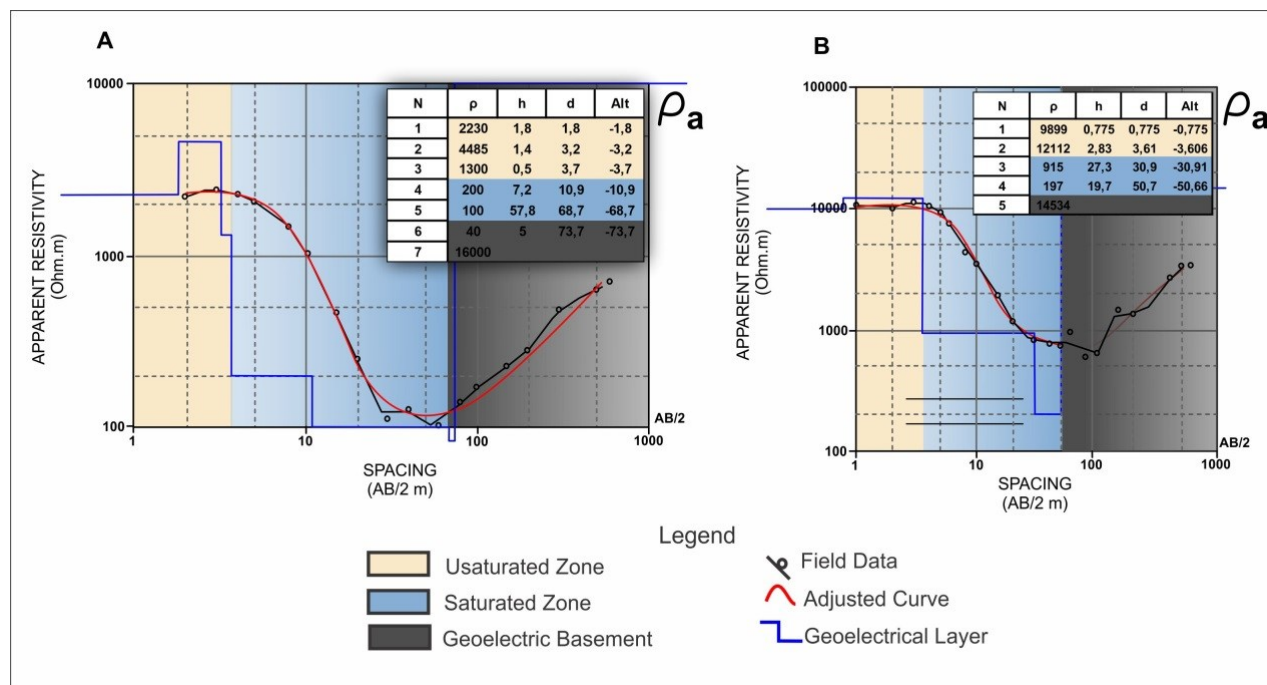 A
10000
1000
100
1
10
100
1000
AB/2
APPARENT RESISTIVITY
(Ohm.m)
SPACING
(AB/2 m)
N ρ h d Alt
1 2230 1,8 1,8 -1,8
2 4485 1,4 3,2 -3,2
3 1300 0,5 3,7 -3,7
4 200 7,2 10,9 -10,9
5 100 57,8 68,7 -68,7
6 40 5 73,7 -73,7
7 16000
ρa
B
100000
10000
1000
100
1
10
100
1000
AB/2
APPARENT RESISTIVITY
(Ohm.m)
SPACING
(AB/2 m)
N ρ h d Alt
1 9899 0,775 0,775 -0,775
2 12112 2,83 3,61 -3,606
3 915 27,3 30,9 -30,91
4 197 19,7 50,7 -50,66
5 14534
ρa
Legend
Usaturated Zone
Saturated Zone
Geoelectric Basement
Field Data
Adjusted Curve
Geoelectrical Layer